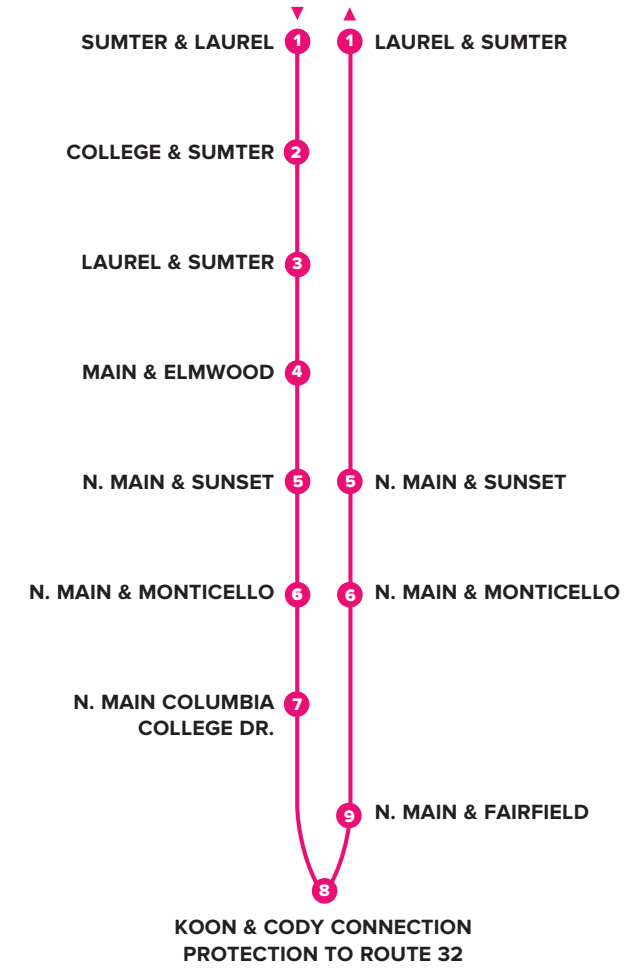 SUMTER & LAUREL 1 1 LAUREL & SUMTER
COLLEGE & SUMTER 2
LAUREL & SUMTER 3
MAIN & ELMWOOD 4
N. MAIN & SUNSET 5 5 N. MAIN & SUNSET
N. MAIN & MONTICELLO 6 6 N. MAIN & MONTICELLO
N. MAIN COLUMBIA 7
COLLEGE DR.
9 N. MAIN & FAIRFIELD
8
KOON & CODY CONNECTION
PROTECTION TO ROUTE 32